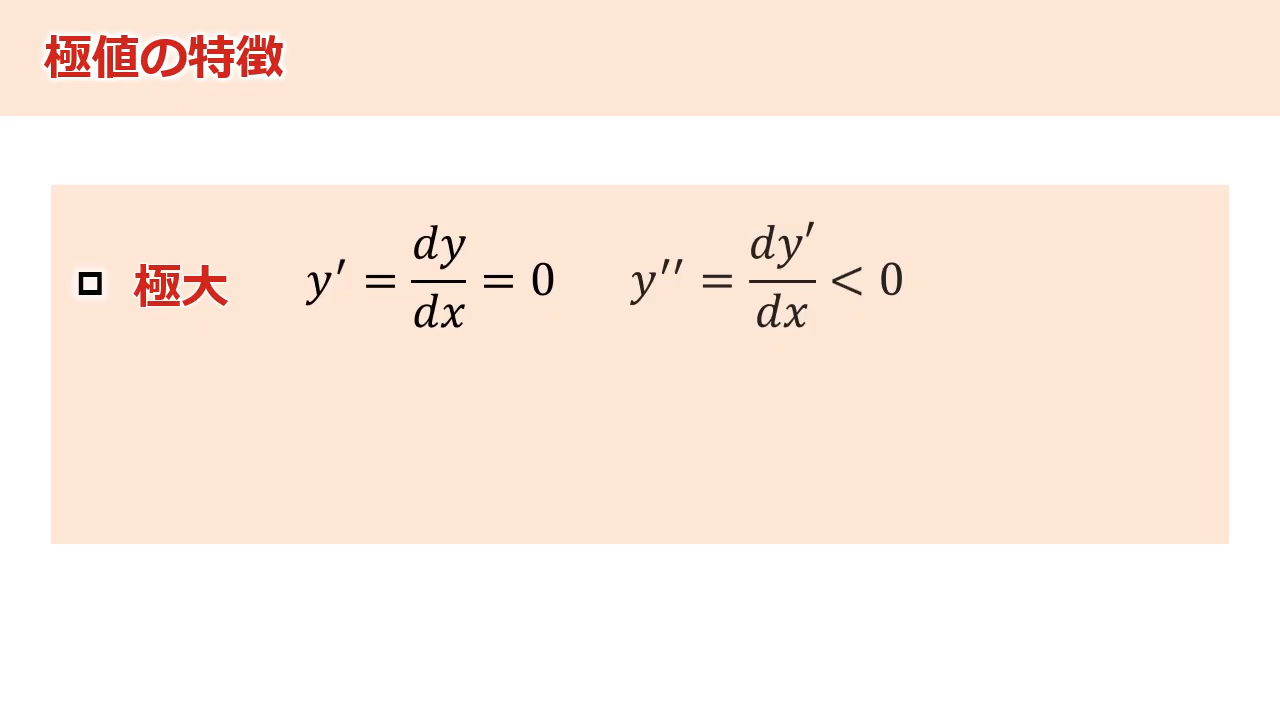 極値の特徴
極大 y′ = dy/dx = 0 y′′ = dy′/dx < 0